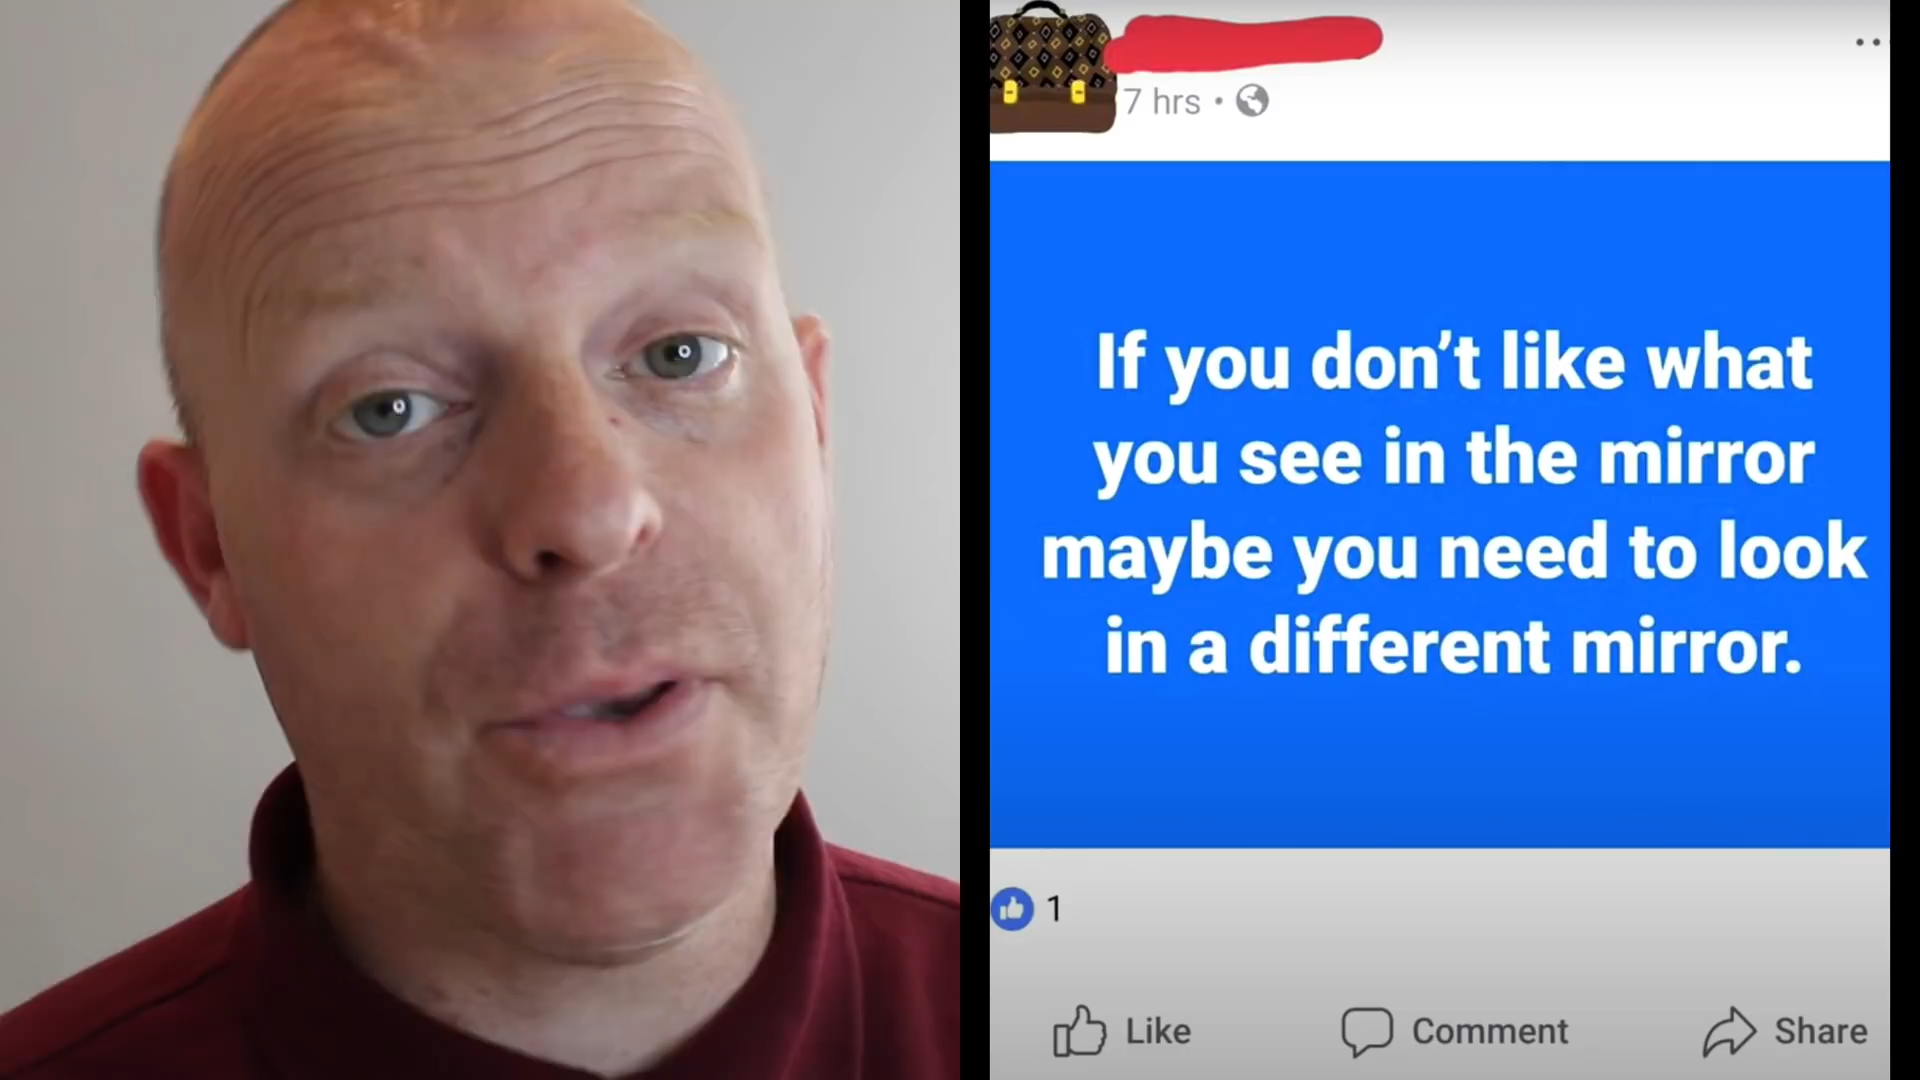 7 hrs
If you don't like what
you see in the mirror
maybe you need to look
in a different mirror.
1
Like
Comment
Share